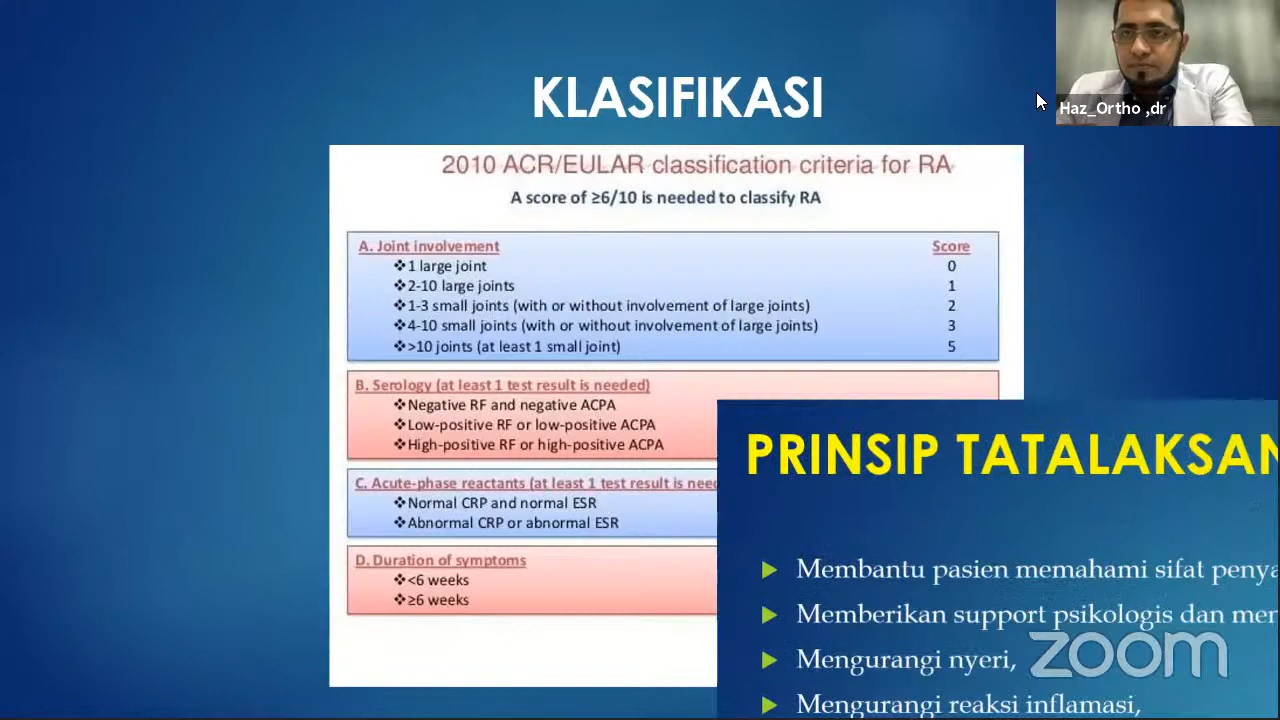 KLASIFIKASI
Haz_Ortho ,dr
2010 ACR/EULAR classification criteria for RA
A score of ≥6/10 is needed to classify RA
A. Joint involvement Score
❖1 large joint 0
❖2-10 large joints 1
❖1-3 small joints (with or without involvement of large joints) 2
❖4-10 small joints (with or without involvement of large joints) 3
❖>10 joints (at least 1 small joint) 5
B. Serology (at least 1 test result is needed)
❖Negative RF and negative ACPA
❖Low-positive RF or low-positive ACPA
❖High-positive RF or high-positive ACPA
C. Acute-phase reactants (at least 1 test result is
❖Normal CRP and normal ESR
❖Abnormal CRP or abnormal ESR
D. Duration of symptoms
❖<6 weeks
❖≥6 weeks
PRINSIP
Membantu pasien memahami sifat
Memberikan support psikologis dan
Mengurangi nyeri,
Mengurangi reaksi inflamasi,
zoom